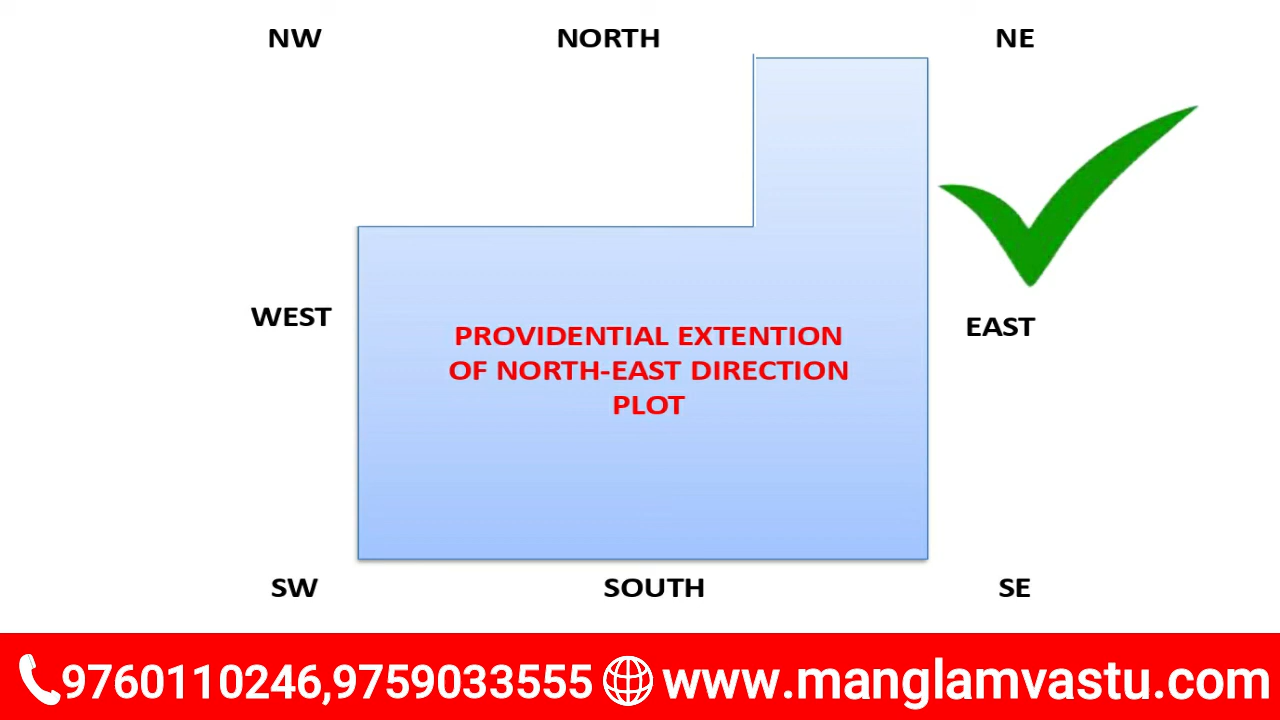 NW NORTH NE
WEST
EAST
PROVIDENTIAL EXTENTION
OF NORTH-EAST DIRECTION
PLOT
SW SOUTH SE
9760110246,9759033555 www.manglamvastu.com